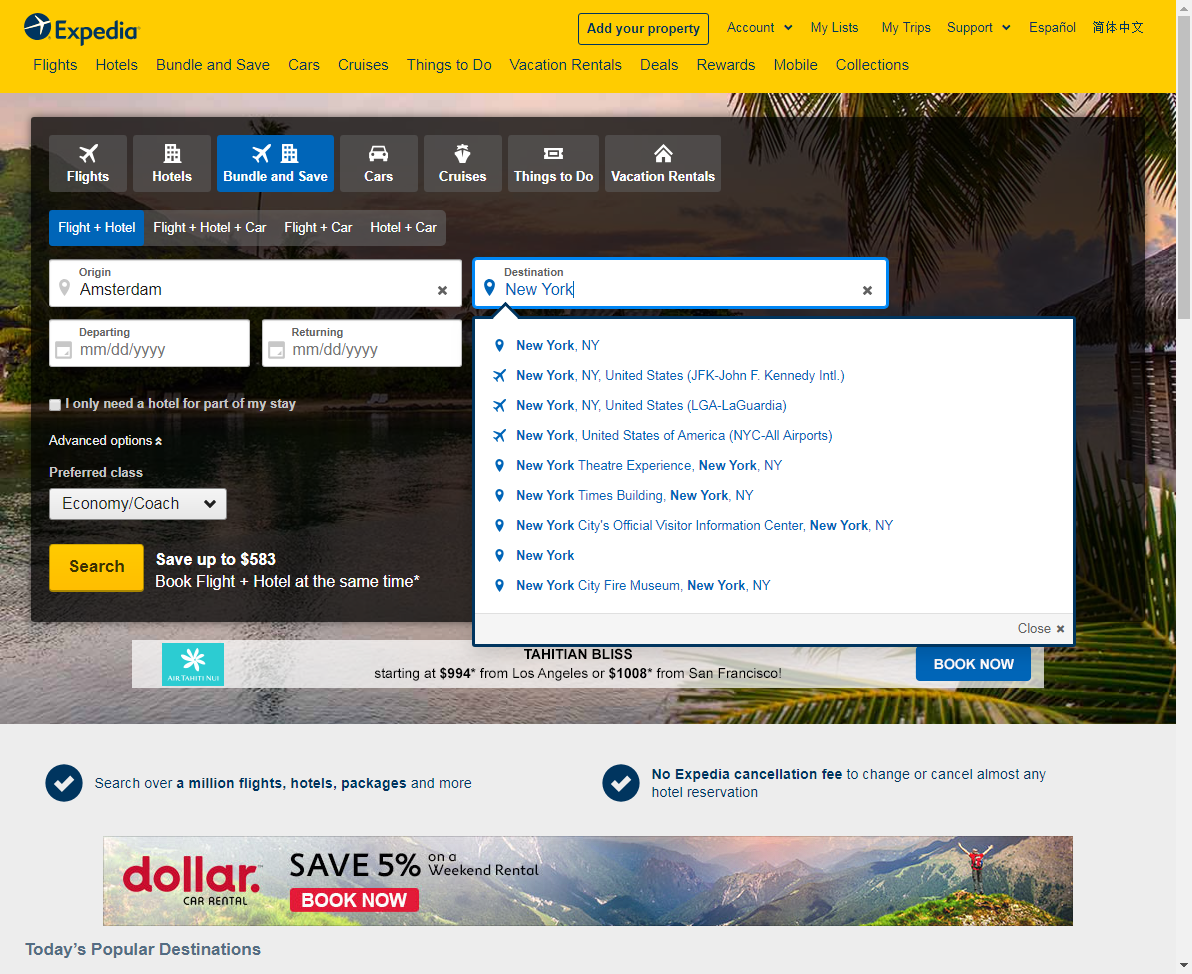 Expedia
Add your property
Account
My Lists
My Trips
Support
Español
简体中文
Flights
Hotels
Bundle and Save
Cars
Cruises
Things to Do
Vacation Rentals
Deals
Rewards
Mobile
Collections
Flights
Hotels
Bundle and Save
Cars
Cruises
Things to Do
Vacation Rentals
Flight + Hotel
Flight + Hotel + Car
Flight + Car
Hotel + Car
Origin
Amsterdam
Destination
New York
Departing
mm/dd/yyyy
Returning
mm/dd/yyyy
New York, NY
New York, NY, United States (JFK-John F. Kennedy Intl.)
New York, NY, United States (LGA-LaGuardia)
New York, United States of America (NYC-All Airports)
New York Theatre Experience, New York, NY
New York Times Building, New York, NY
New York City's Official Visitor Information Center, New York, NY
New York
New York City Fire Museum, New York, NY
Close
I only need a hotel for part of my stay
Advanced options
Preferred class
Economy/Coach
Search
Save up to $583
Book Flight + Hotel at the same time*
AIR TAHITI NUI
TAHITIAN BLISS
starting at $994* from Los Angeles or $1008* from San Francisco!
BOOK NOW
Search over a million flights, hotels, packages and more
No Expedia cancellation fee to change or cancel almost any
hotel reservation
dollar.
CAR RENTAL
SAVE 5% on a
Weekend Rental
BOOK NOW
Today's Popular Destinations